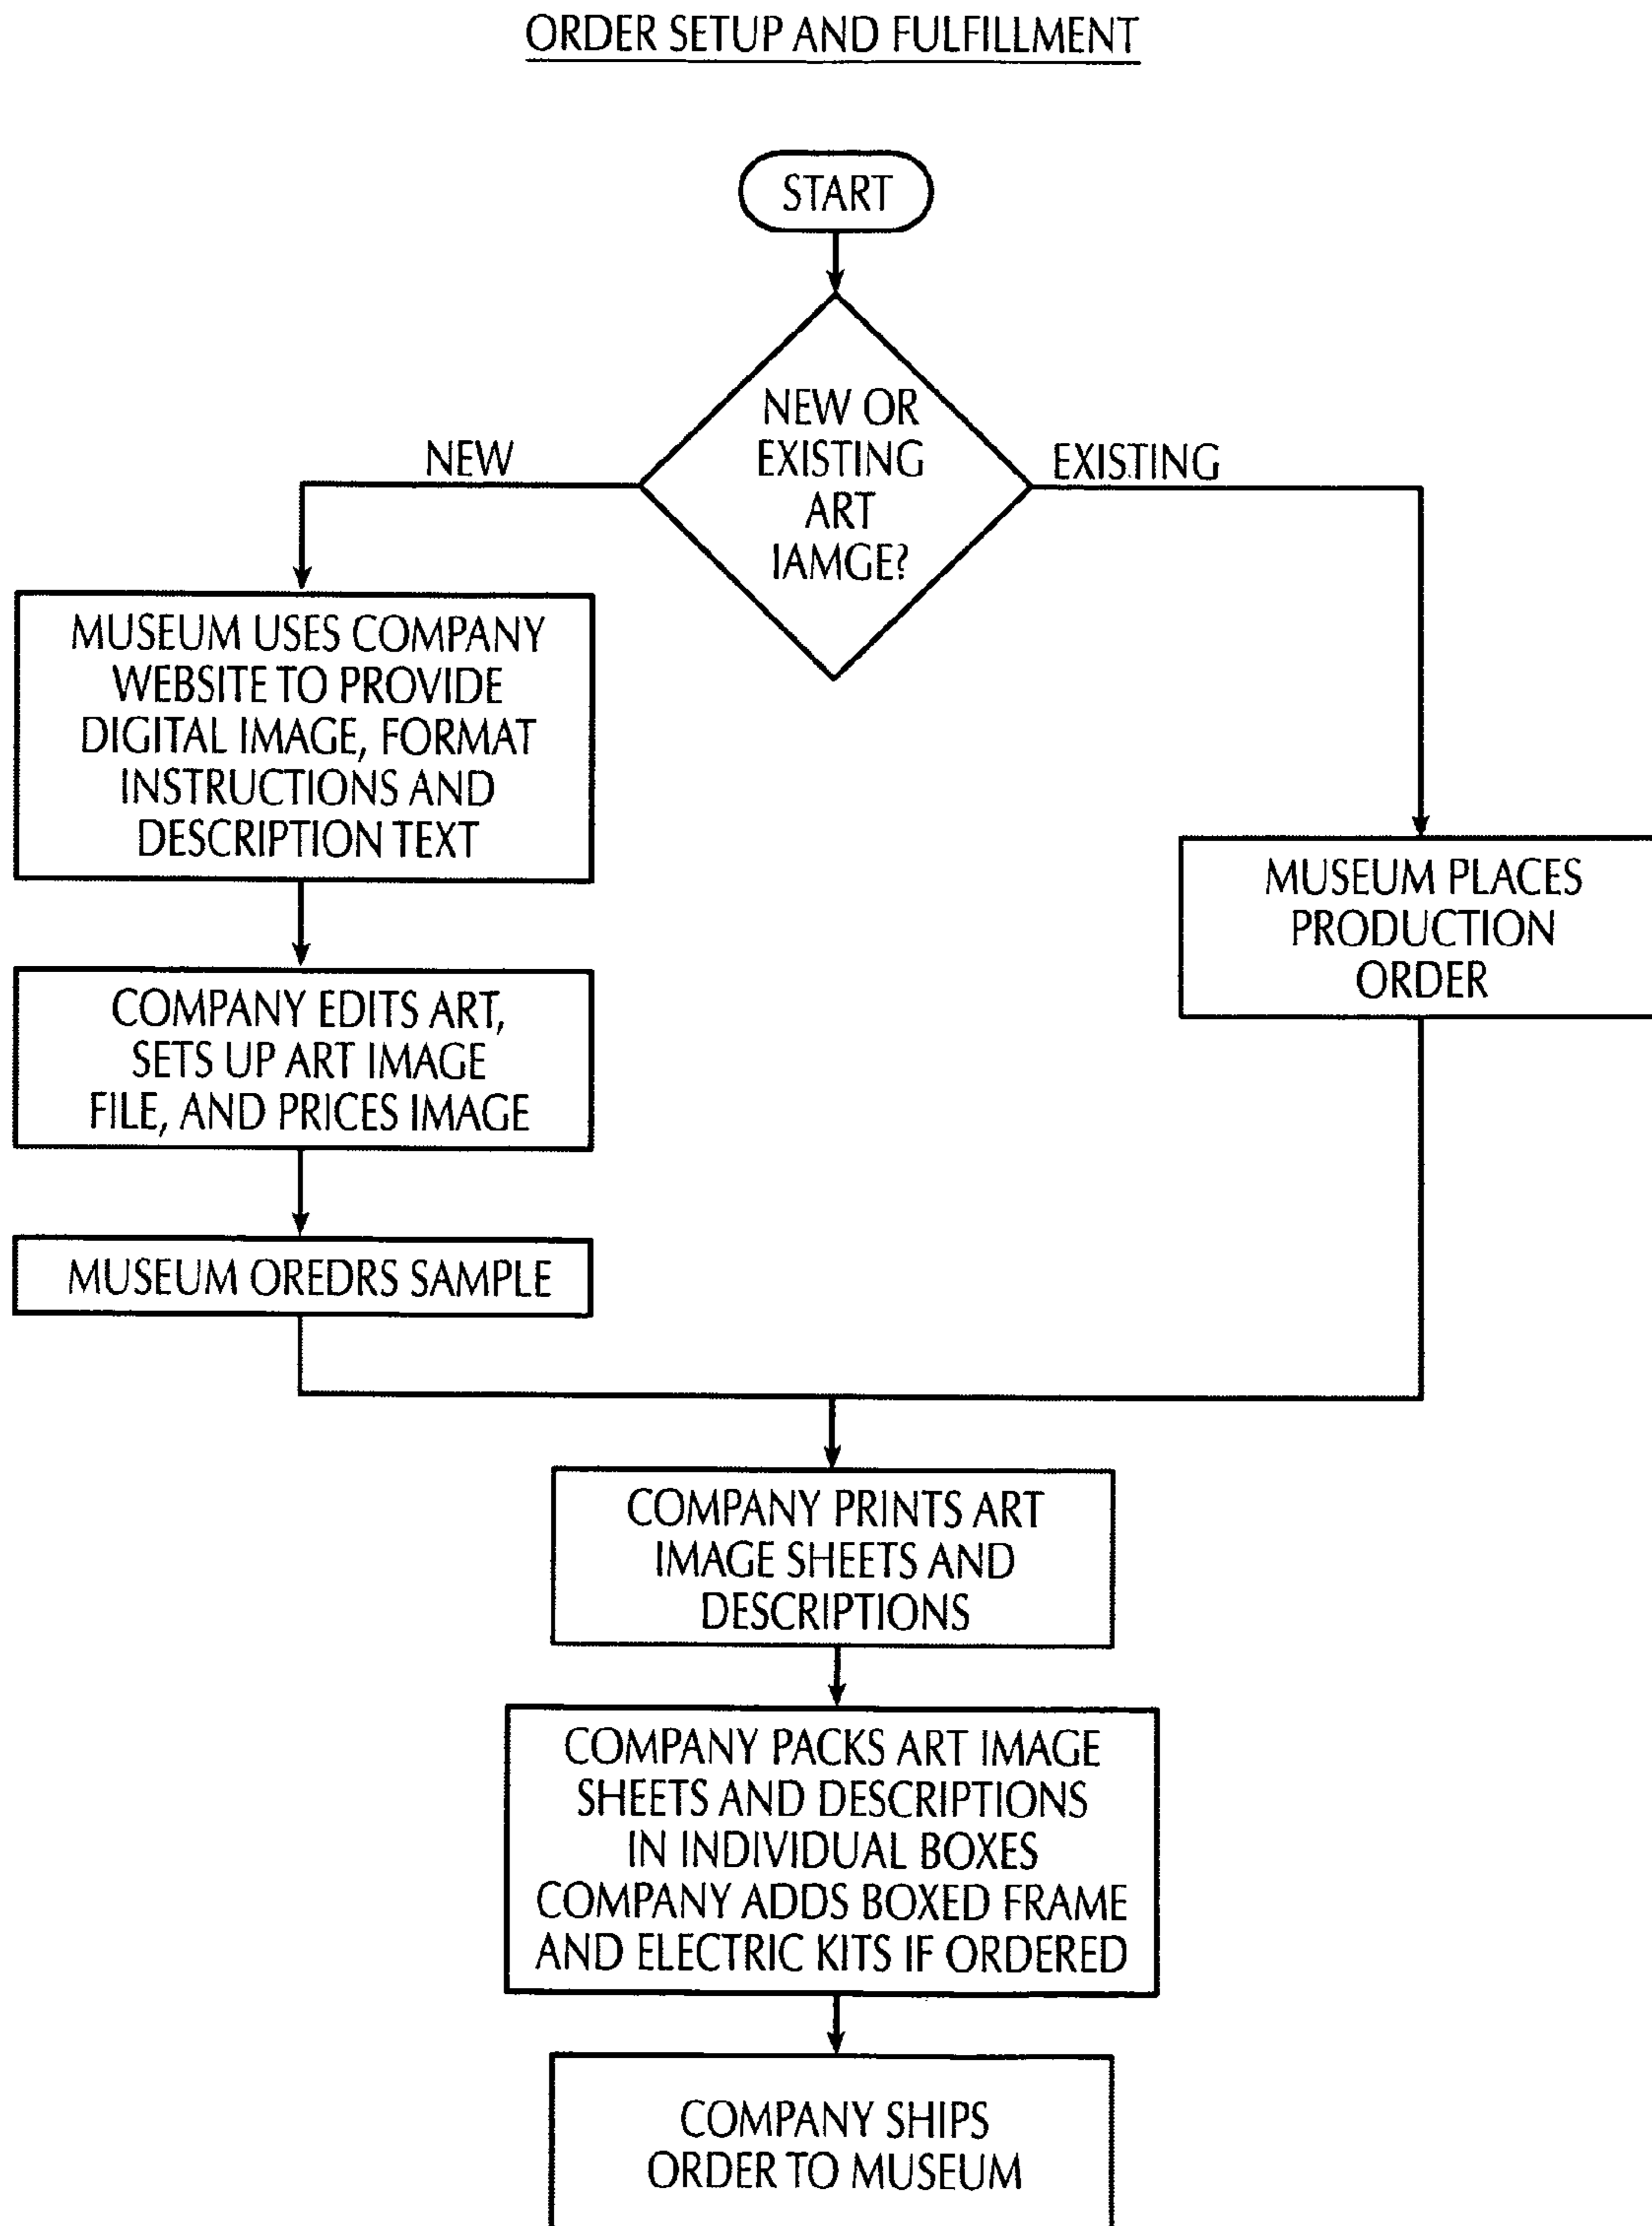 ORDER SETUP AND FULFILLMENT
START
NEW OR
EXISTING
ART
IAMGE?
NEW
EXISTING
MUSEUM USES COMPANY
WEBSITE TO PROVIDE
DIGITAL IMAGE, FORMAT
INSTRUCTIONS AND
DESCRIPTION TEXT
COMPANY EDITS ART,
SETS UP ART IMAGE
FILE, AND PRICES IMAGE
MUSEUM OREDRS SAMPLE
MUSEUM PLACES
PRODUCTION
ORDER
COMPANY PRINTS ART
IMAGE SHEETS AND
DESCRIPTIONS
COMPANY PACKS ART IMAGE
SHEETS AND DESCRIPTIONS
IN INDIVIDUAL BOXES
COMPANY ADDS BOXED FRAME
AND ELECTRIC KITS IF ORDERED
COMPANY SHIPS
ORDER TO MUSEUM